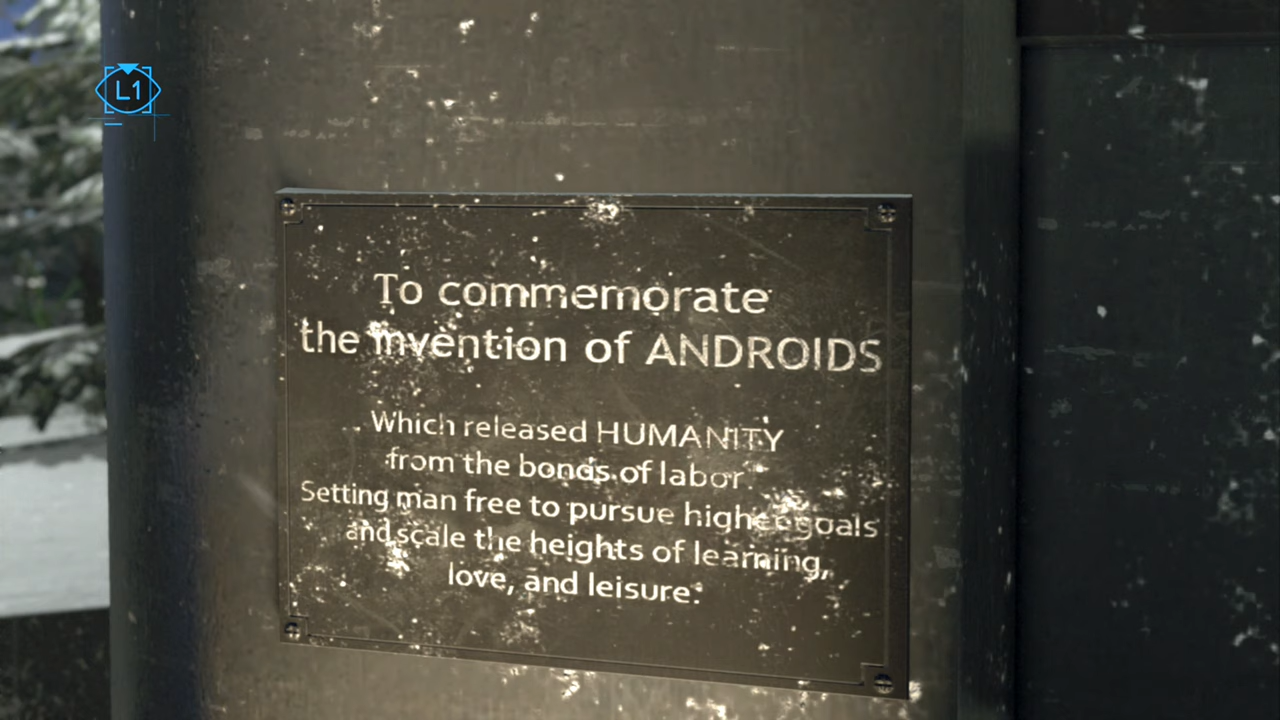 L1
To commemorate
the invention of ANDROIDS
Which released HUMANITY
from the bonds of labor.
Setting man free to pursue higher goals
and scale the heights of learning,
love, and leisure.